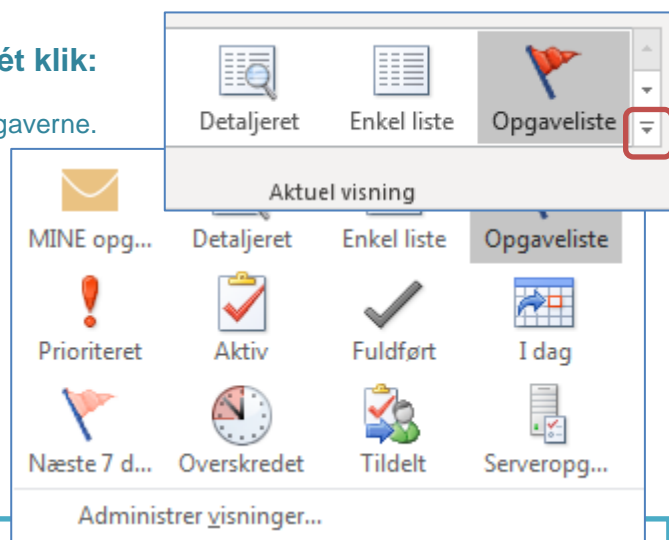 ét klik:
gaverne.
Detaljeret Enkel liste Opgaveliste
Aktuel visning
MINE opg... Detaljeret Enkel liste Opgaveliste
Prioriteret Aktiv Fuldført I dag
Næste 7 d... Overskredet Tildelt Serveropg...
Administrer visninger...